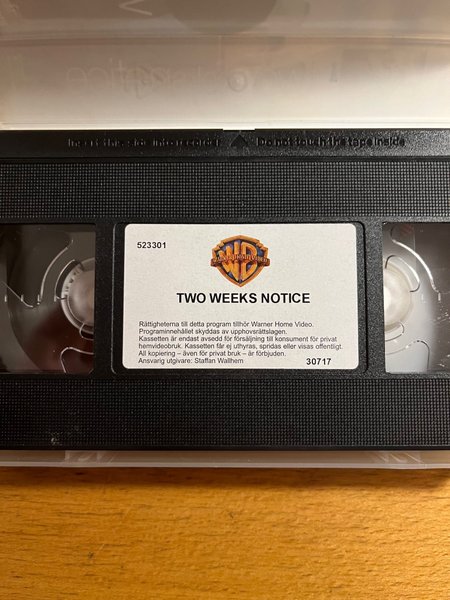 Insert this side into recorder
Do not touch the tape inside
523301
TWO WEEKS NOTICE
Rättigheterna till detta program tillhör Warner Home Video.
Programinnehållet skyddas av upphovsrättslagen.
Kassetten är endast avsedd för försäljning till konsument för privat
hemvideobruk. Kassetten får ej uthyras, spridas eller visas offentligt.
All kopiering – även för privat bruk – är förbjuden.
Ansvarig utgivare: Staffan Wallhem
30717